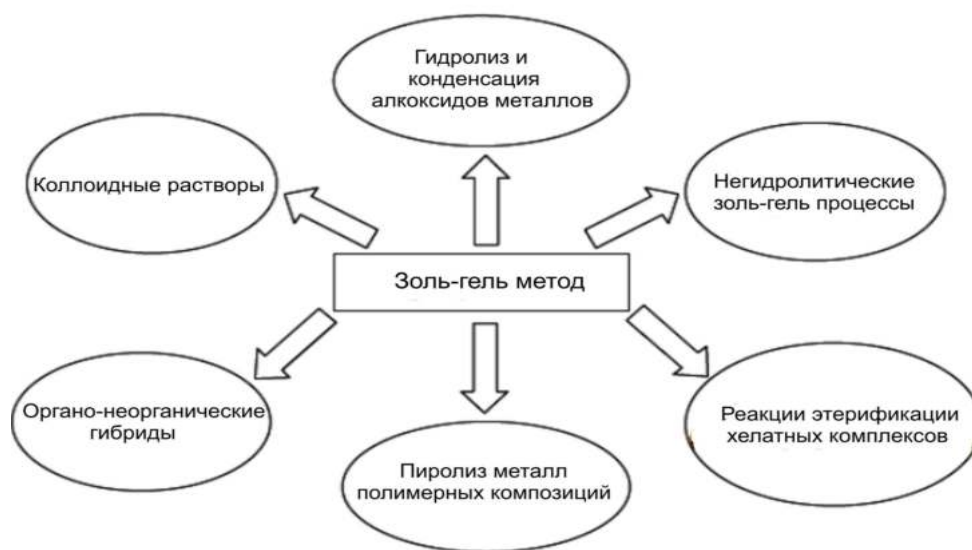 Гидролиз и
конденсация
алкоксидов металлов
Коллоидные растворы
Негидролитические
золь-гель процессы
Золь-гель метод
Органо-неорганические
гибриды
Пиролиз металл
полимерных композиций
Реакции этерификации
хелатных комплексов